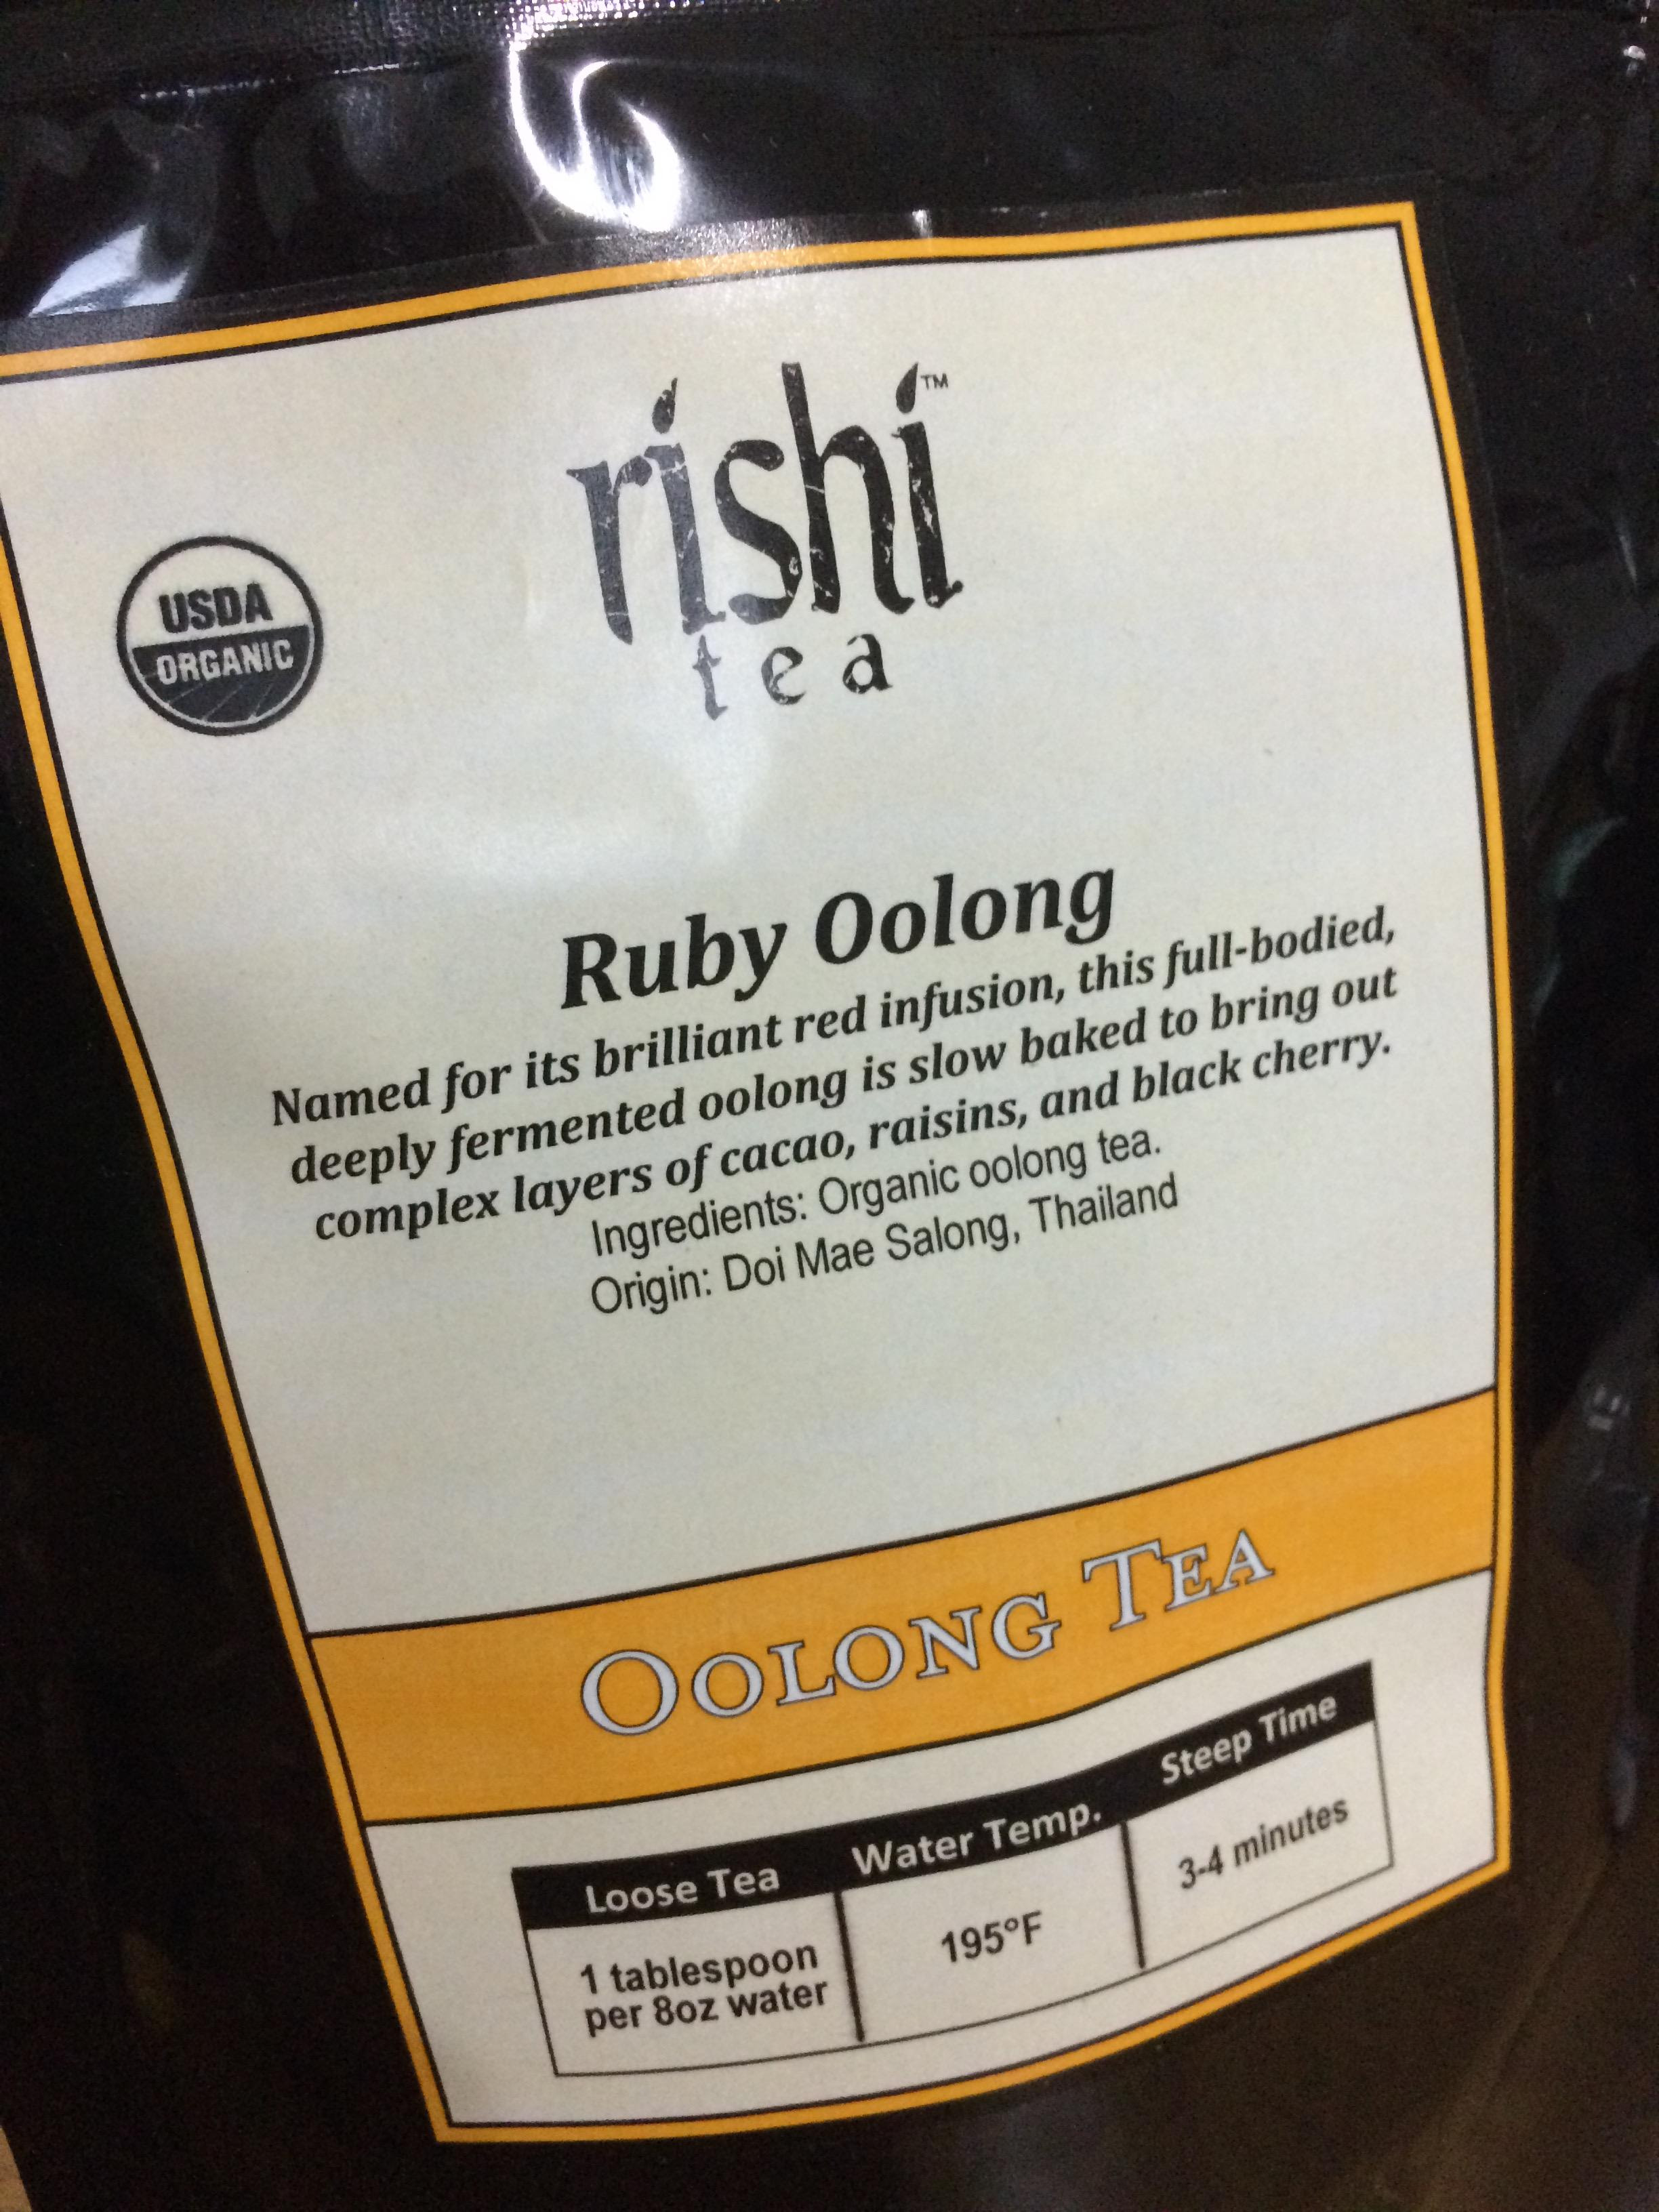 rishi™
tea
USDA
ORGANIC
Ruby Oolong
Named for its brilliant red infusion, this full-bodied,
deeply fermented oolong is slow baked to bring out
complex layers of cacao, raisins, and black cherry.
Ingredients: Organic oolong tea.
Origin: Doi Mae Salong, Thailand
OOLONG TEA
Loose Tea Water Temp. Steep Time
1 tablespoon
per 8oz water
195°F
3-4 minutes